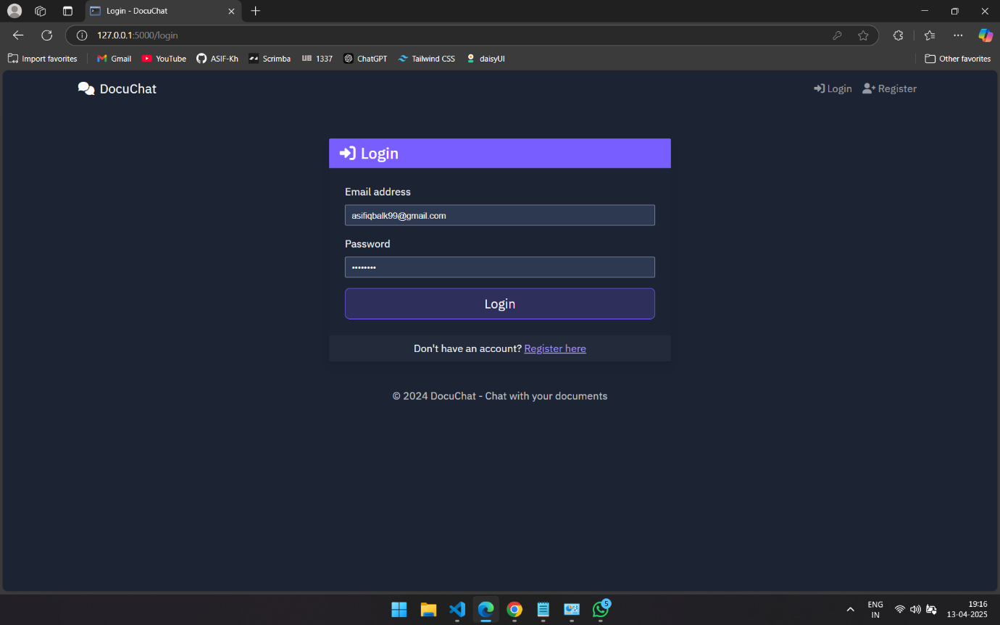 Login - DocuChat
127.0.0.1:5000/login
Import favorites
Gmail
YouTube
ASIF-Kh
Scrimba
UB 1337
ChatGPT
Tailwind CSS
daisyUI
Other favorites
DocuChat
Login
Register
Login
Email address
asifiqbalk99@gmail.com
Password
••••••••
Login
Don't have an account? Register here
© 2024 DocuChat - Chat with your documents
5
ENG
IN
19:16
13-04-2025